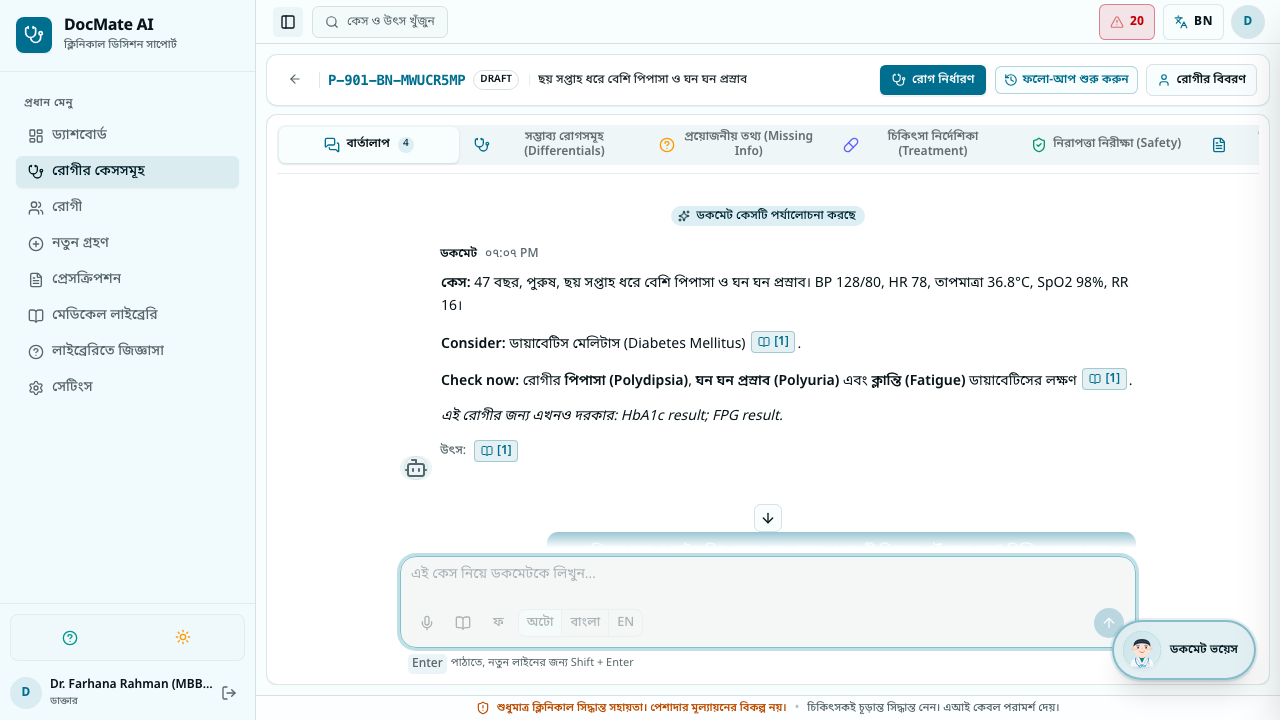 DocMate AI
ক্লিনিকাল ডিসিশন সাপোর্ট
প্রধান মেনু
ড্যাশবোর্ড
রোগীর কেসসমূহ
রোগী
নতুন গ্রহণ
প্রেসক্রিপশন
মেডিকেল লাইব্রেরি
লাইব্রেরিতে জিজ্ঞাসা
সেটিংস
D
Dr. Farhana Rahman (MBB...
ডাক্তার
কেস ও উৎস খুঁজুন
20
BN
D
P-901-BN-MWUCR5MP
DRAFT
ছয় সপ্তাহ ধরে বেশি পিপাসা ও ঘন ঘন প্রস্রাব
রোগ নির্ধারণ
ফলো-আপ শুরু করুন
রোগীর বিবরণ
বার্তালাপ 4
সম্ভাব্য রোগসমূহ
(Differentials)
প্রয়োজনীয় তথ্য (Missing
Info)
চিকিৎসা নির্দেশিকা
(Treatment)
নিরাপত্তা নিরীক্ষা (Safety)
ডকমেট কেসটি পর্যালোচনা করছে
ডকমেট ০৭:০৭ PM
কেস: 47 বছর, পুরুষ, ছয় সপ্তাহ ধরে বেশি পিপাসা ও ঘন ঘন প্রস্রাব। BP 128/80, HR 78, তাপমাত্রা 36.8°C, SpO2 98%, RR
16।
Consider: ডায়াবেটিস মেলিটাস (Diabetes Mellitus) [1] .
Check now: রোগীর পিপাসা (Polydipsia), ঘন ঘন প্রস্রাব (Polyuria) এবং ক্লান্তি (Fatigue) ডায়াবেটিসের লক্ষণ [1] .
এই রোগীর জন্য এখনও দরকার: HbA1c result; FPG result.
উৎস: [1]
এই কেস নিয়ে ডকমেটকে লিখুন...
ফ
অটো
বাংলা
EN
Enter পাঠাতে, নতুন লাইনের জন্য Shift + Enter
ডকমেট ভয়েস
শুধুমাত্র ক্লিনিকাল সিদ্ধান্ত সহায়তা। পেশাদার মূল্যায়নের বিকল্প নয়। • চিকিৎসকই চূড়ান্ত সিদ্ধান্ত নেন। এআই কেবল পরামর্শ দেয়।